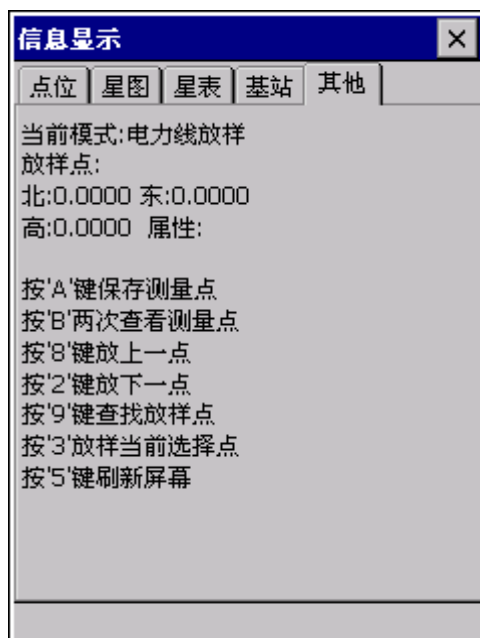 信息显示
点位 星图 星表 基站 其他
当前模式:电力线放样
放样点:
北:0.0000 东:0.0000
高:0.0000 属性:
按'A'键保存测量点
按'B'两次查看测量点
按'8'键放上一点
按'2'键放下一点
按'9'键查找放样点
按'3'放样当前选择点
按'5'键刷新屏幕